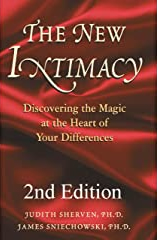 THE NEW
INTIMACY
Discovering the Magic
at the Heart of
Your Differences
2nd Edition
JUDITH SHERVEN, PH.D.
JAMES SNIECHOWSKI, PH.D.